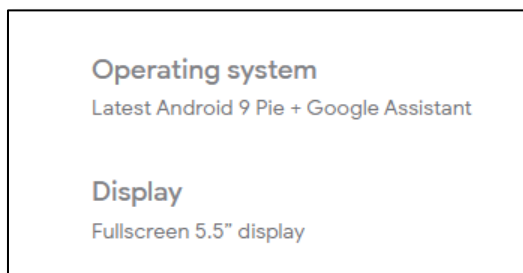 Operating system
Latest Android 9 Pie + Google Assistant
Display
Fullscreen 5.5” display